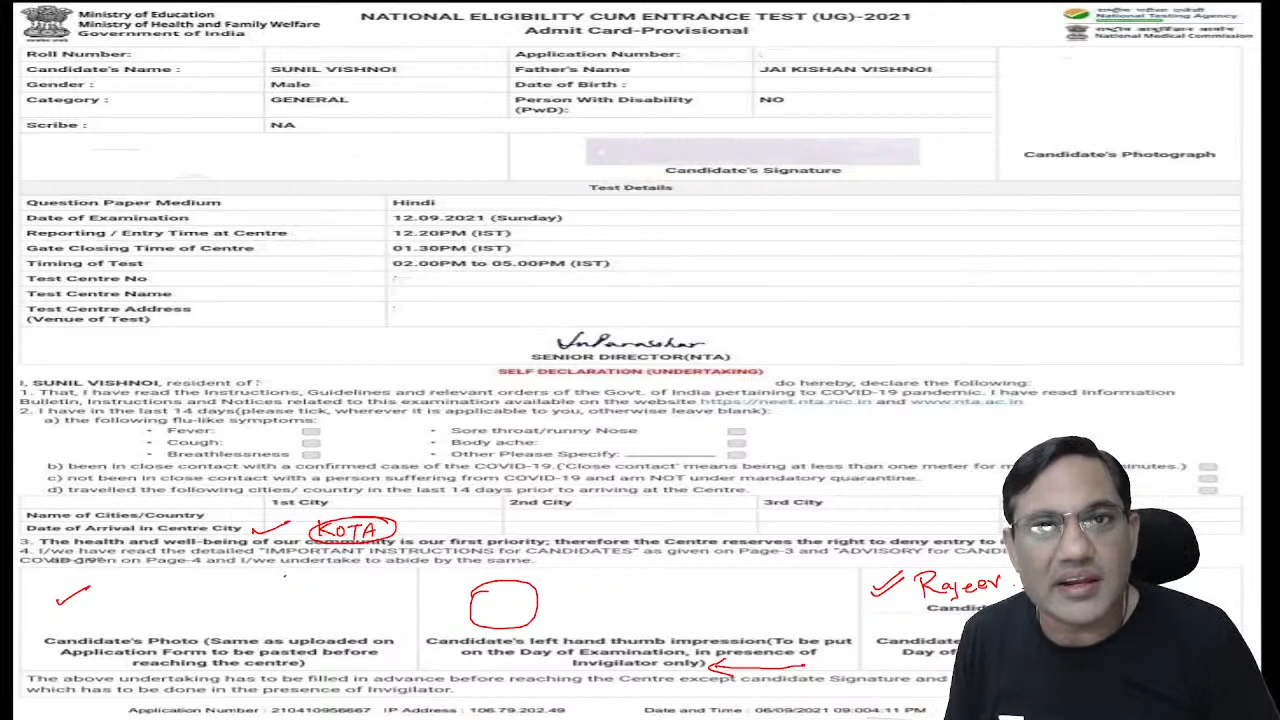 Ministry of Education
Ministry of Health and Family Welfare
Government of India
NATIONAL ELIGIBILITY CUM ENTRANCE TEST (UG)-2021
Admit Card-Provisional
राष्ट्रीय परीक्षा एजेंसी
National Testing Agency
राष्ट्रीय आयुर्विज्ञान आयोग
National Medical Commission
Roll Number: Application Number:
Candidate's Name : SUNIL VISHNOI Father's Name JAI KISHAN VISHNOI
Gender : Male Date of Birth :
Category : GENERAL Person With Disability (PwD): NO
Scribe : NA
Candidate's Signature
Candidate's Photograph
Test Details
Question Paper Medium Hindi
Date of Examination 12.09.2021 (Sunday)
Reporting / Entry Time at Centre 12.20PM (IST)
Gate Closing Time of Centre 01.30PM (IST)
Timing of Test 02.00PM to 05.00PM (IST)
Test Centre No
Test Centre Name
Test Centre Address
(Venue of Test)
SENIOR DIRECTOR(NTA)
SELF DECLARATION (UNDERTAKING)
I, SUNIL VISHNOI, resident of do hereby, declare the following:
1. That, I have read the Instructions, Guidelines and relevant orders of the Govt. of India pertaining to COVID-19 pandemic. I have read Information
Bulletin, Instructions and Notices related to this examination available on the website https://neet.nta.nic.in and www.nta.ac.in
2. I have in the last 14 days(please tick, wherever it is applicable to you, otherwise leave blank):
a) the following flu-like symptoms:
• Fever: • Sore throat/runny Nose
• Cough: • Body ache:
• Breathlessness • Other Please Specify:
b) been in close contact with a confirmed case of the COVID-19.('Close contact' means being at less than one meter for m inutes.)
c) not been in close contact with a person suffering from COVID-19 and am NOT under mandatory quarantine.
d) travelled the following cities/ country in the last 14 days prior to arriving at the Centre.
1st City 2nd City 3rd City
Name of Cities/Country
Date of Arrival in Centre City KOTA
3. The health and well-being of our community is our first priority; therefore the Centre reserves the right to deny entry to
4. I/we have read the detailed "IMPORTANT INSTRUCTIONS for CANDIDATES" as given on Page-3 and "ADVISORY for CANDID
as given on Page-4 and I/we undertake to abide by the same.
Rajeev
Candidate's Photo (Same as uploaded on
Application Form to be pasted before
reaching the centre)
Candidate's left hand thumb impression(To be put
on the Day of Examination, in presence of
Invigilator only)
Candidat
Day of
The above undertaking has to be filled in advance before reaching the Centre except candidate Signature and
which has to be done in the presence of Invigilator.
Application Number : 210410956667 IP Address : 106.79.202.49 Date and Time : 06/09/2021 09:004:11 PM